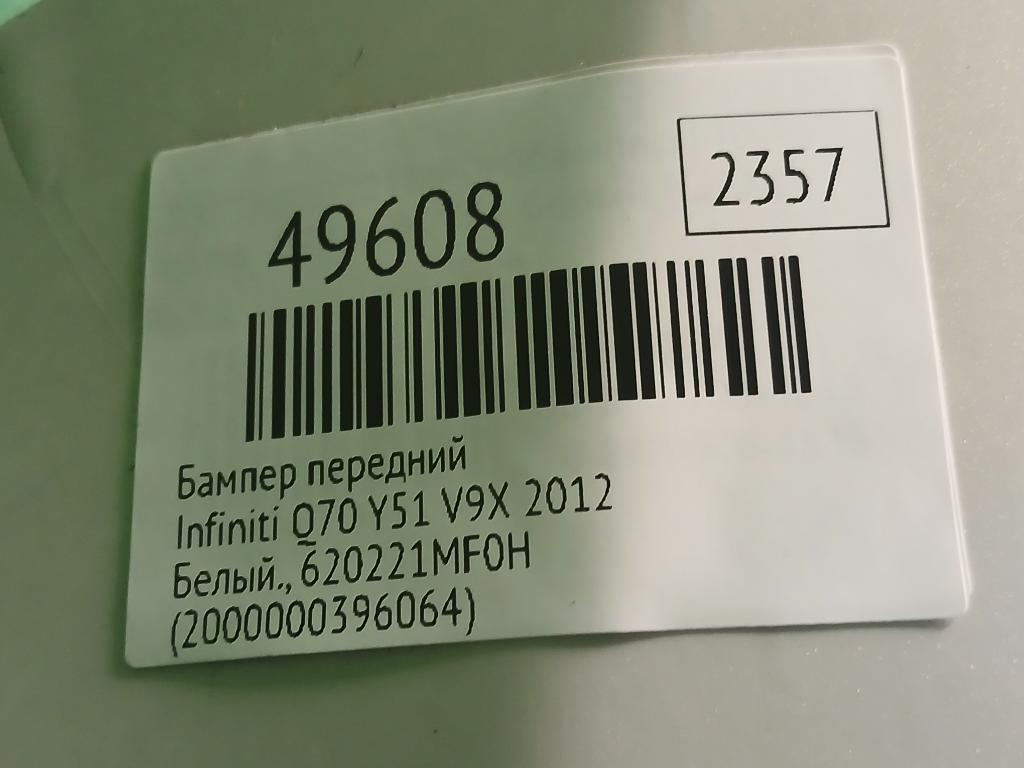 2357
49608
Бампер передний
Infiniti Q70 Y51 V9X 2012
Белый., 620221MF0H
(2000000396064)